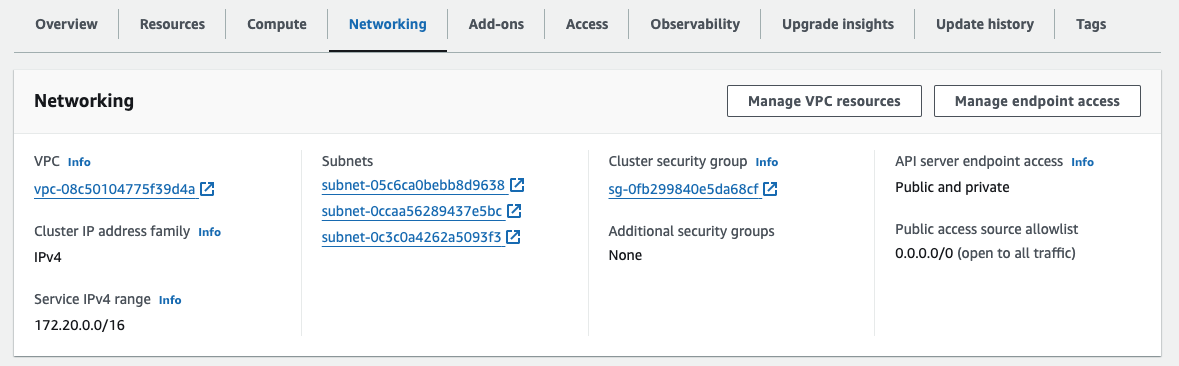 Overview
Resources
Compute
Networking
Add-ons
Access
Observability
Upgrade insights
Update history
Tags
Networking
Manage VPC resources
Manage endpoint access
VPC Info
vpc-08c50104775f39d4a
Cluster IP address family Info
IPv4
Service IPv4 range Info
172.20.0.0/16
Subnets
subnet-05c6ca0bebb8d9638
subnet-0ccaa56289437e5bc
subnet-0c3c0a4262a5093f3
Cluster security group Info
sg-0fb299840e5da68cf
Additional security groups
None
API server endpoint access Info
Public and private
Public access source allowlist
0.0.0.0/0 (open to all traffic)